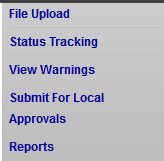 File Upload
Status Tracking
View Warnings
Submit For Local
Approvals
Reports